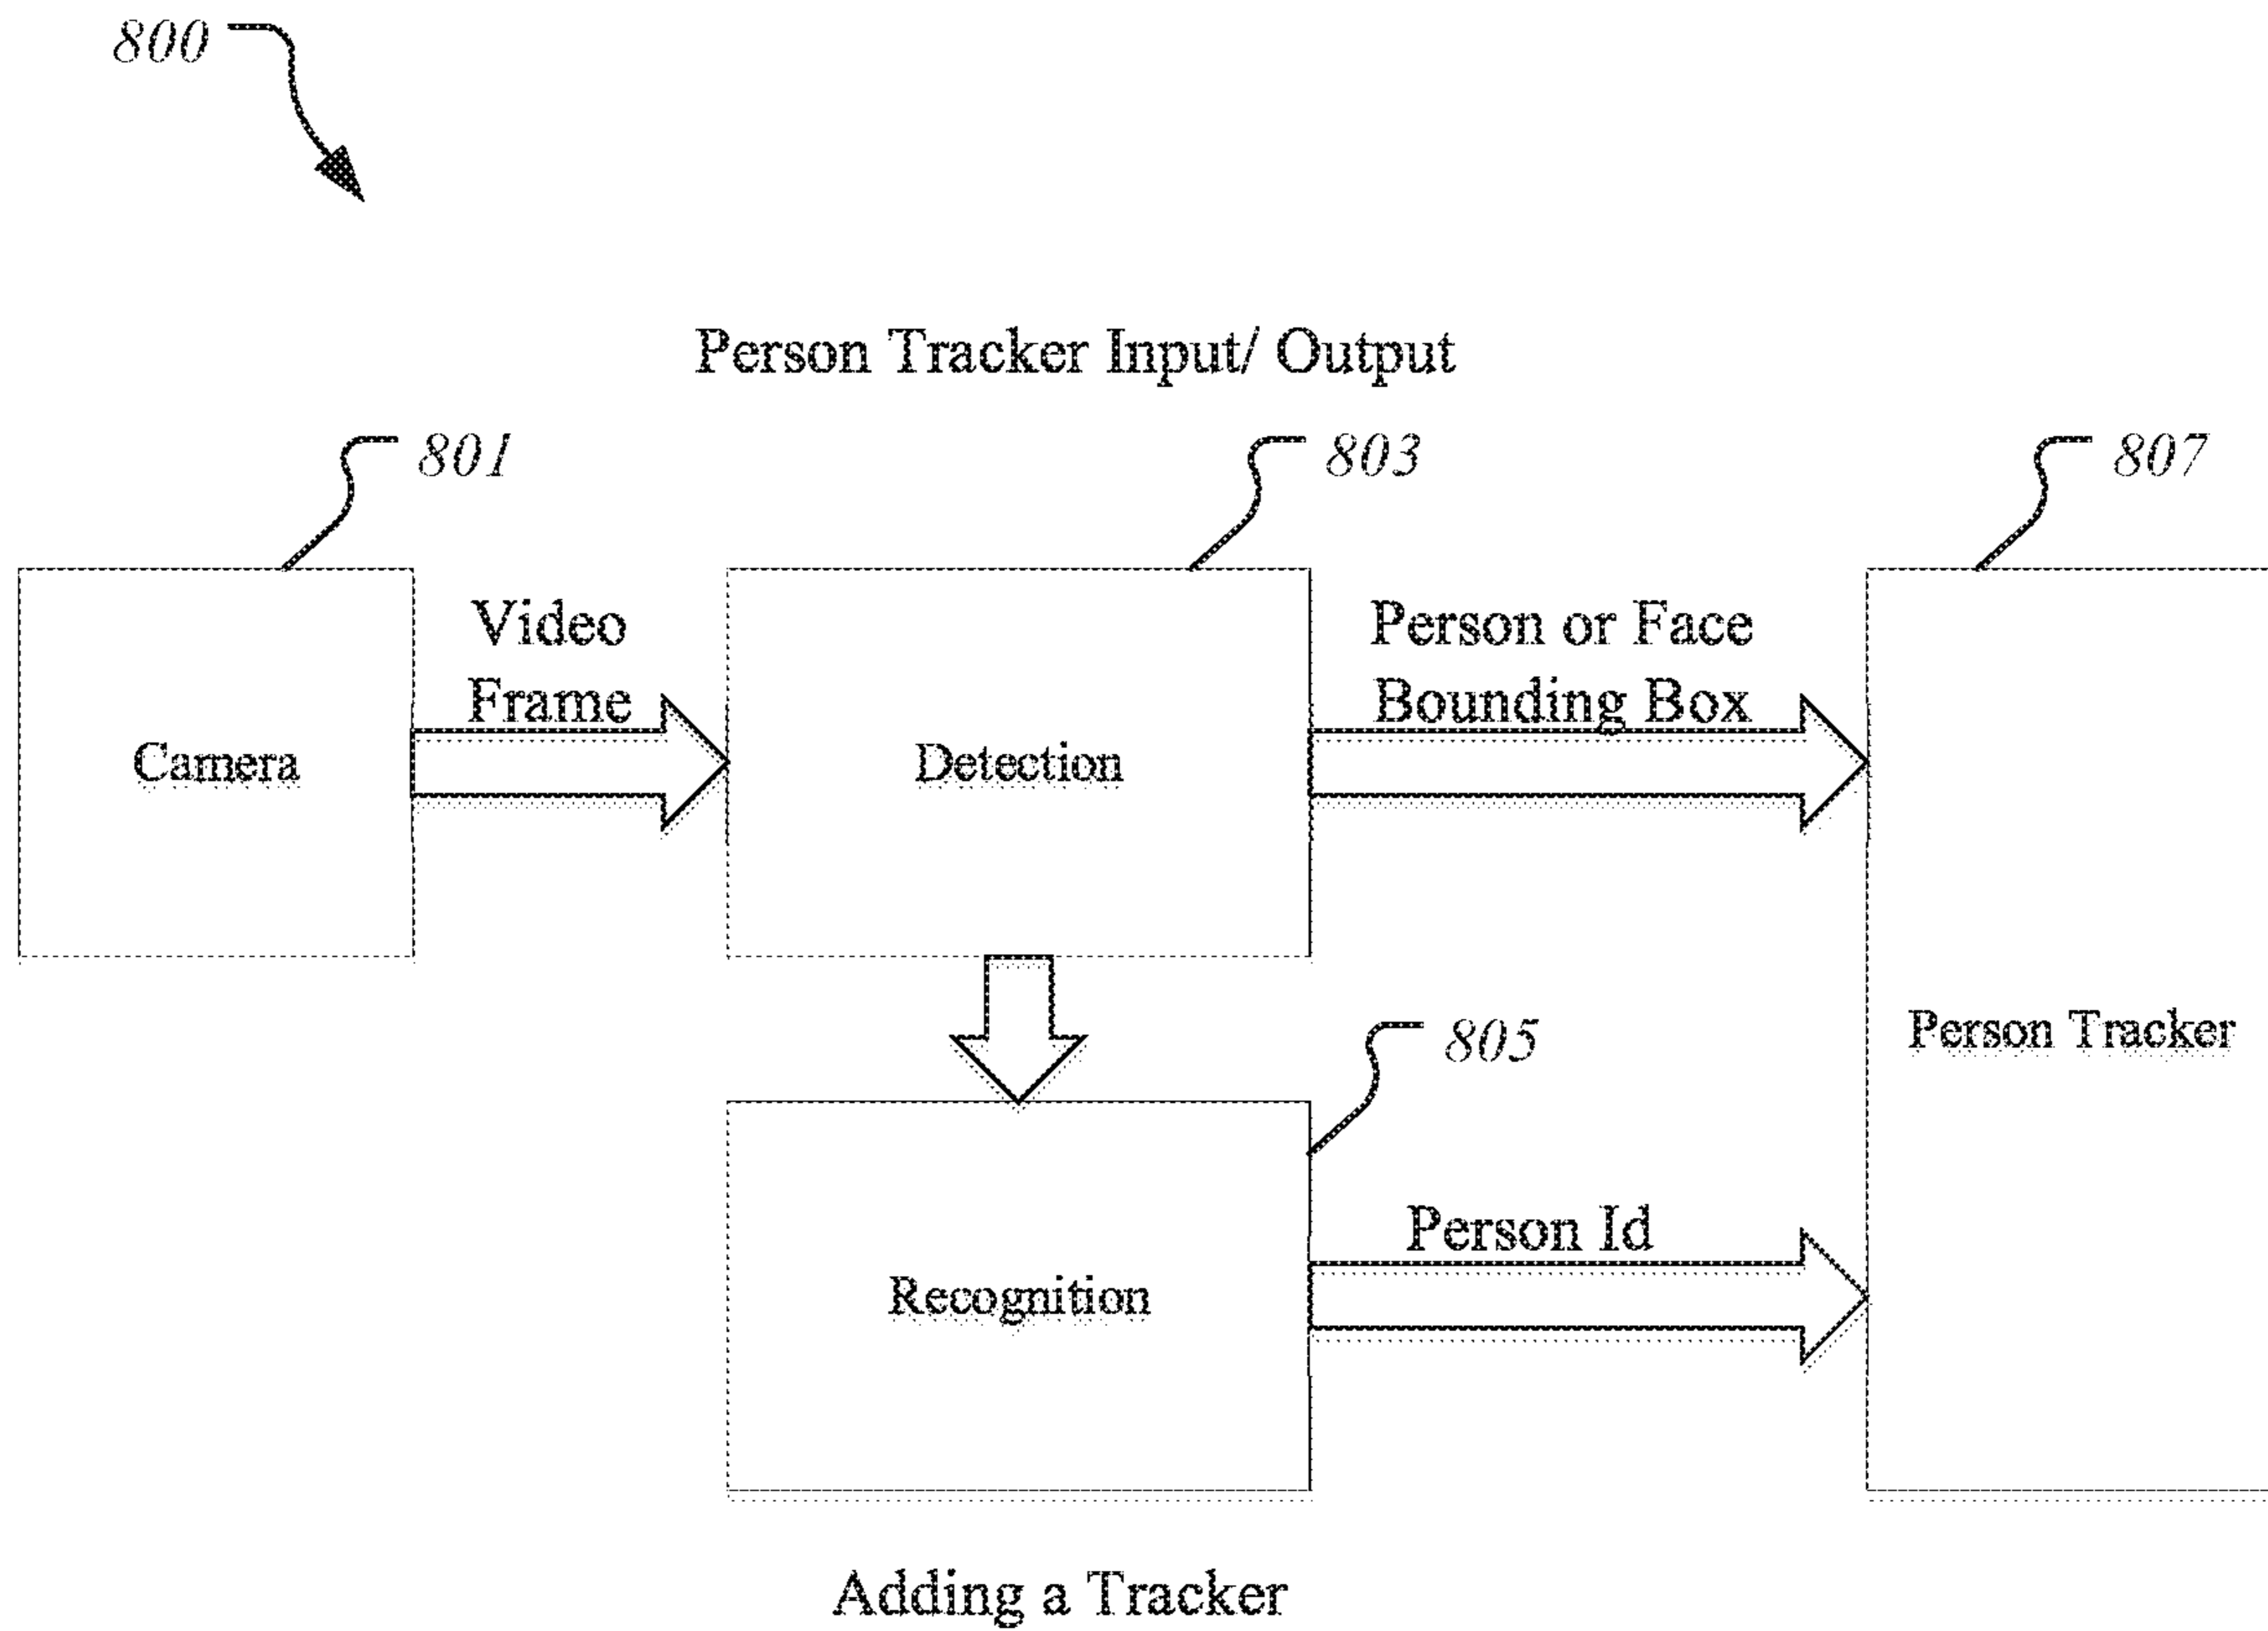 800
Person Tracker Input/ Output
801
803
807
Video
Frame
Person or Face
Bounding Box
Camera
Detection
Person Tracker
805
Person Id
Recognition
Adding a Tracker